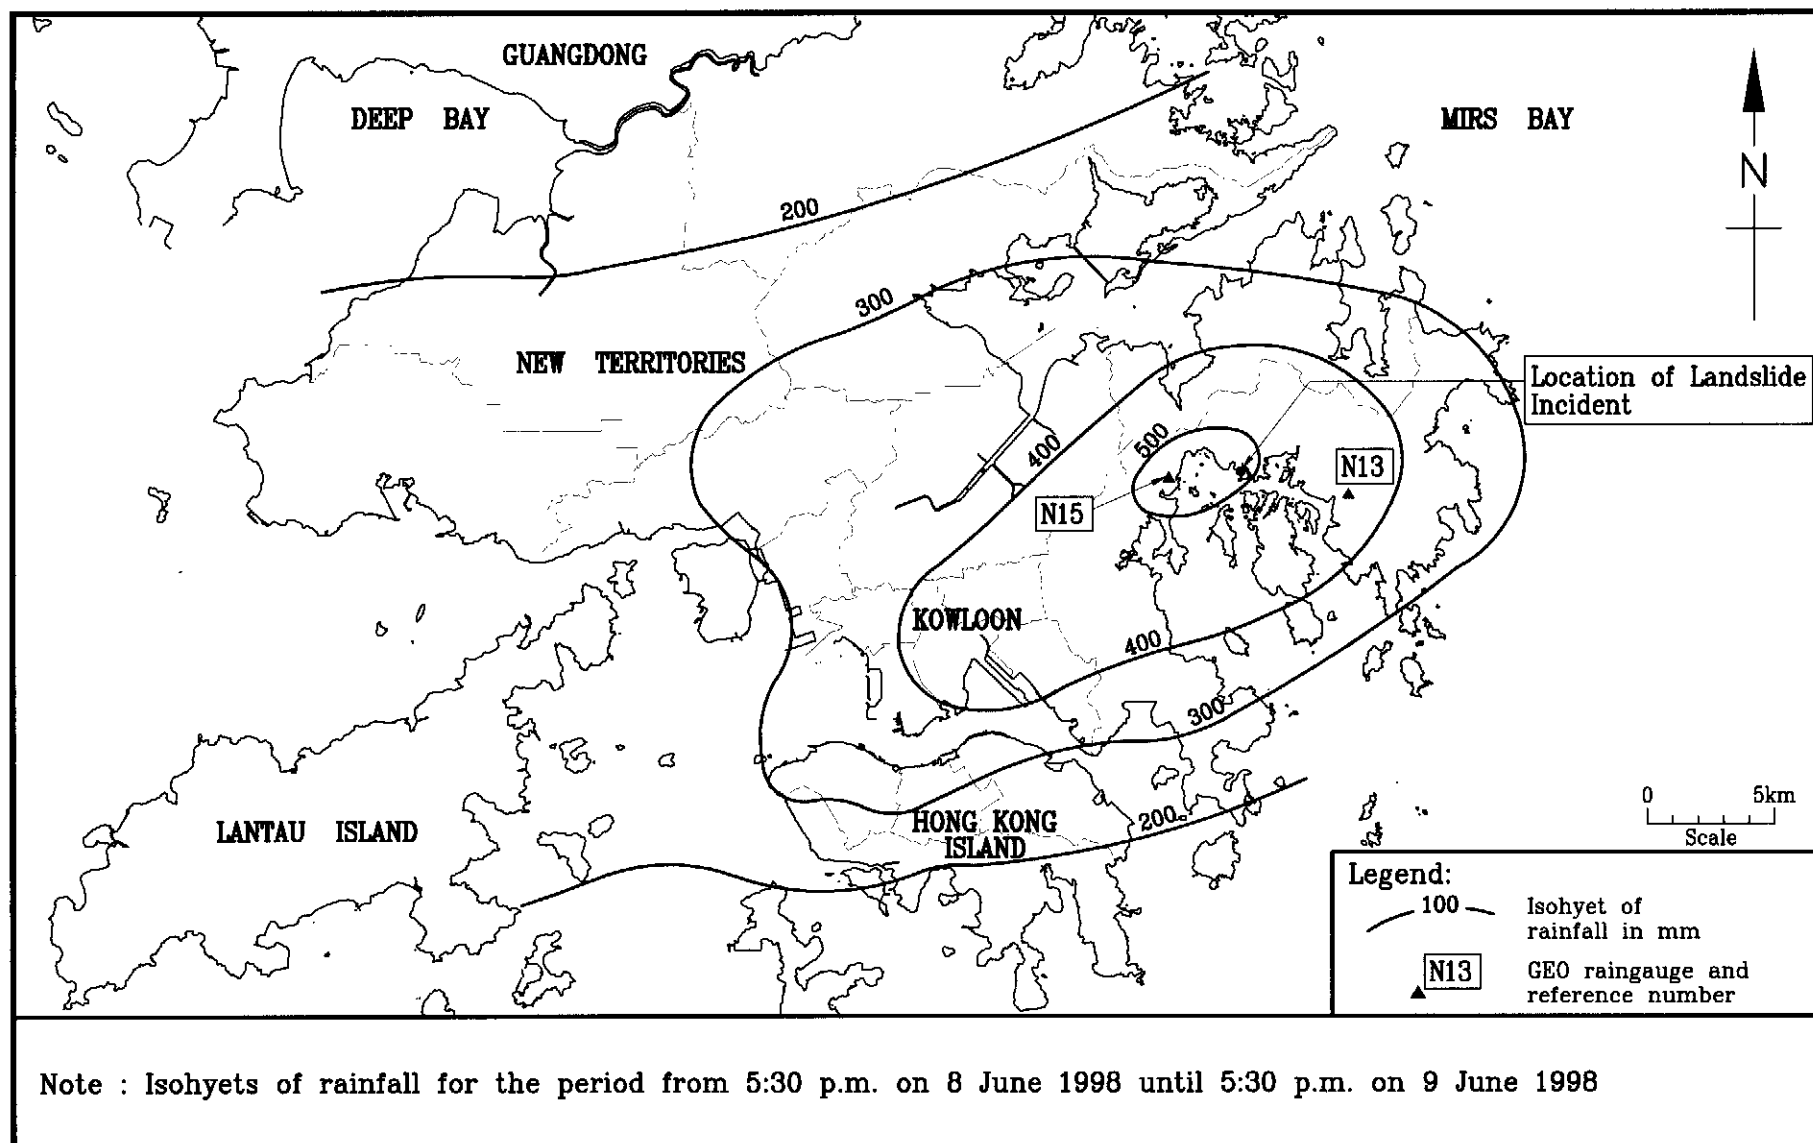 GUANGDONG
DEEP BAY
MIRS BAY
N
200
300
NEW TERRITORIES
Location of Landslide
Incident
500
400
N13
N15
KOWLOON
400
300
200
HONG KONG
ISLAND
LANTAU ISLAND
0 5km
Scale
Legend:
100
Isohyet of
rainfall in mm
N13
GEO raingauge and
reference number
Note : Isohyets of rainfall for the period from 5:30 p.m. on 8 June 1998 until 5:30 p.m. on 9 June 1998